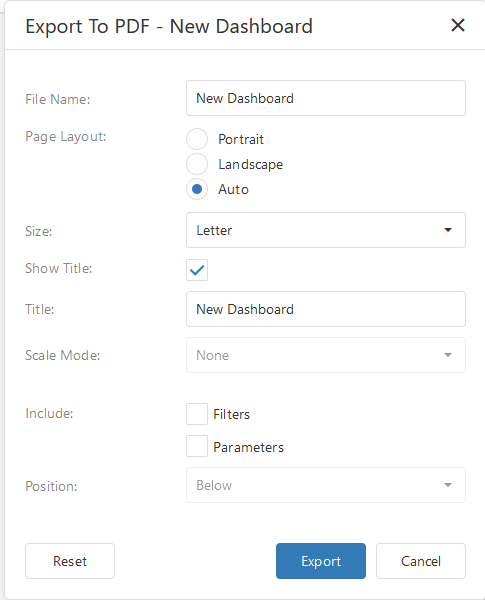 Export To PDF - New Dashboard
File Name: New Dashboard
Page Layout: Portrait
Landscape
Auto
Size: Letter
Show Title:
Title: New Dashboard
Scale Mode: None
Include: Filters
Parameters
Position: Below
Reset Export Cancel